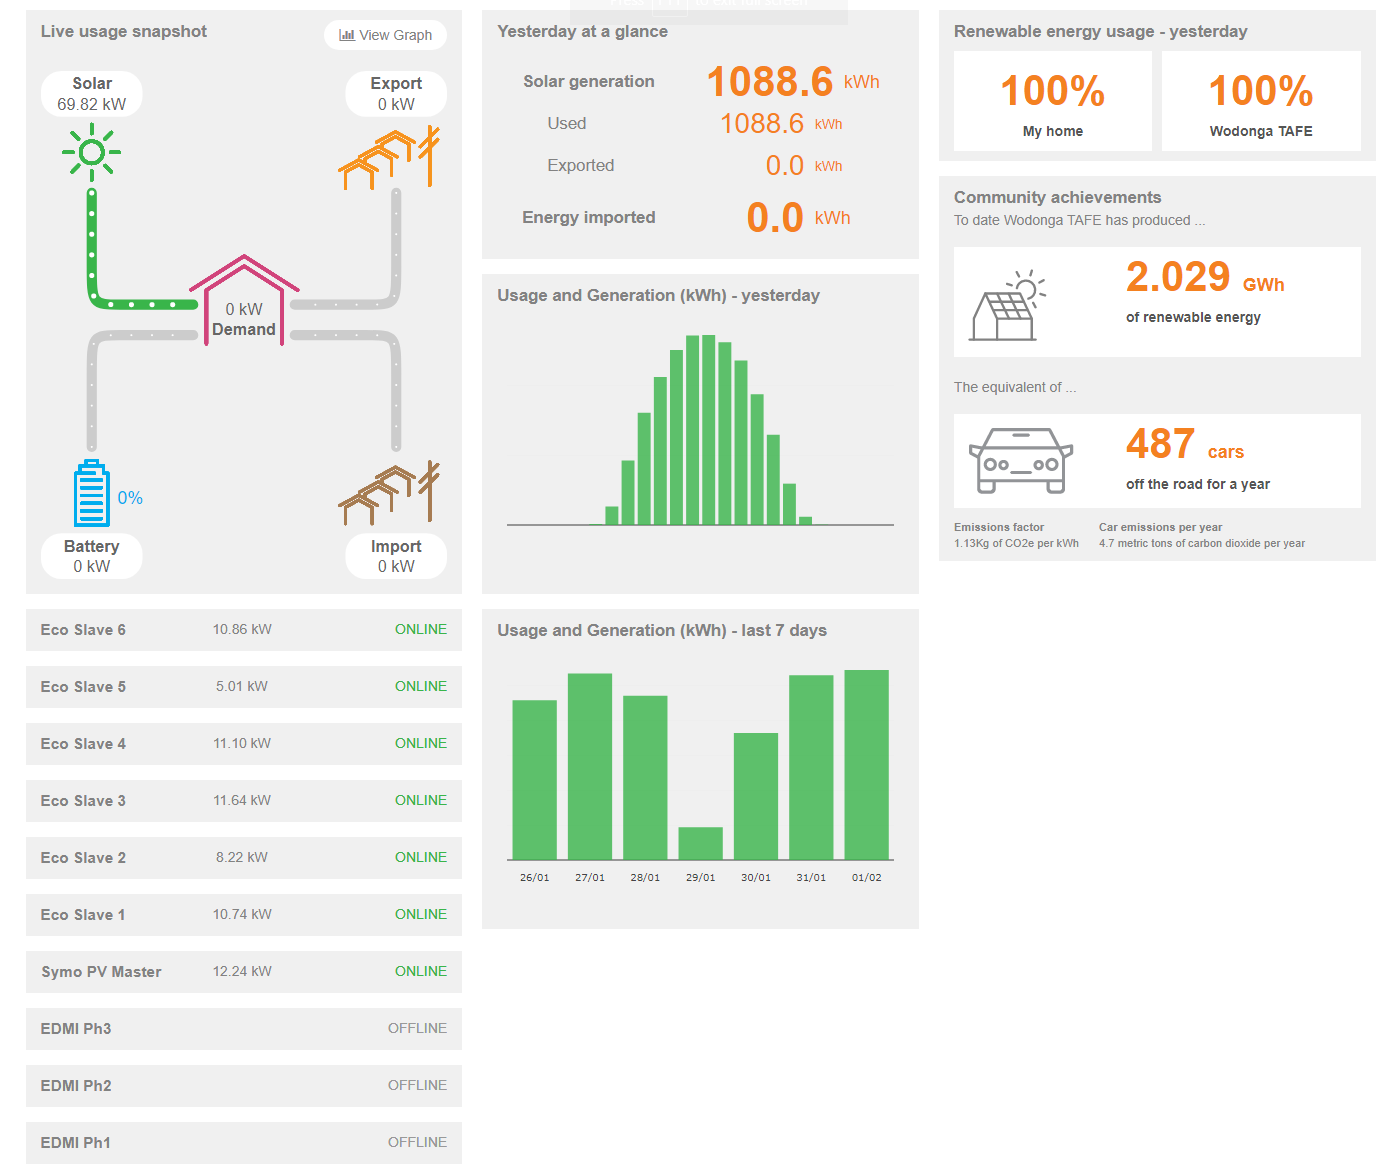 Live usage snapshot
View Graph
Solar
69.82 kW
Export
0 kW
0 kW
Demand
0%
Battery
0 kW
Import
0 kW
Eco Slave 6 10.86 kW ONLINE
Eco Slave 5 5.01 kW ONLINE
Eco Slave 4 11.10 kW ONLINE
Eco Slave 3 11.64 kW ONLINE
Eco Slave 2 8.22 kW ONLINE
Eco Slave 1 10.74 kW ONLINE
Symo PV Master 12.24 kW ONLINE
EDMI Ph3 OFFLINE
EDMI Ph2 OFFLINE
EDMI Ph1 OFFLINE
Yesterday at a glance
Solar generation 1088.6 kWh
Used 1088.6 kWh
Exported 0.0 kWh
Energy imported 0.0 kWh
Usage and Generation (kWh) - yesterday
Usage and Generation (kWh) - last 7 days
26/01 27/01 28/01 29/01 30/01 31/01 01/02
Renewable energy usage - yesterday
100%
My home
100%
Wodonga TAFE
Community achievements
To date Wodonga TAFE has produced ...
2.029 GWh
of renewable energy
The equivalent of ...
487 cars
off the road for a year
Emissions factor
1.13Kg of CO2e per kWh
Car emissions per year
4.7 metric tons of carbon dioxide per year